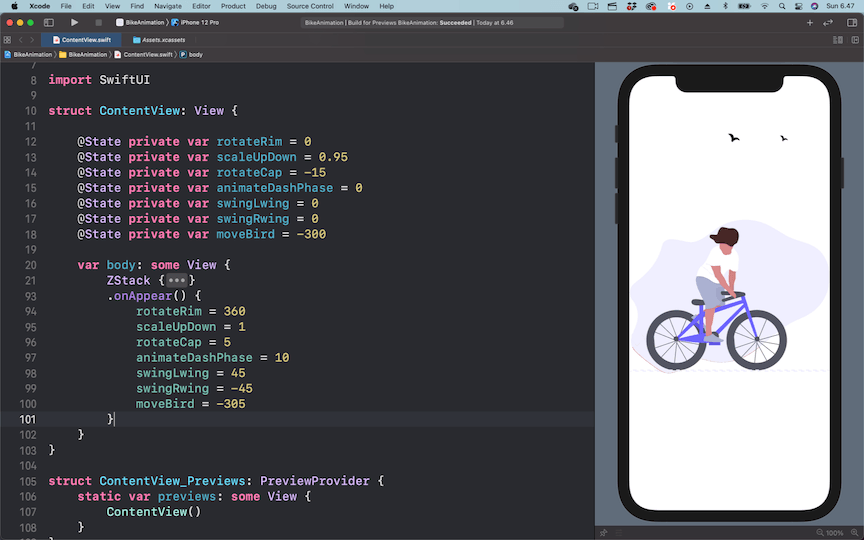 Xcode File Edit View Find Navigate Editor Product Debug Source Control Window Help Sun 6.47
BikeAnimation iPhone 12 Pro BikeAnimation | Build for Previews BikeAnimation: Succeeded | Today at 6.46
ContentView.swift Assets.xcassets
BikeAnimation BikeAnimation ContentView.swift body
7
8 import SwiftUI
9
10 struct ContentView: View {
11
12 @State private var rotateRim = 0
13 @State private var scaleUpDown = 0.95
14 @State private var rotateCap = -15
15 @State private var animateDashPhase = 0
16 @State private var swingLwing = 0
17 @State private var swingRwing = 0
18 @State private var moveBird = -300
19
20 var body: some View {
21 ZStack {•••}
93 .onAppear() {
94 rotateRim = 360
95 scaleUpDown = 1
96 rotateCap = 5
97 animateDashPhase = 10
98 swingLwing = 45
99 swingRwing = -45
100 moveBird = -305
101 }
102 }
103 }
104
105 struct ContentView_Previews: PreviewProvider {
106 static var previews: some View {
107 ContentView()
108 }
100%